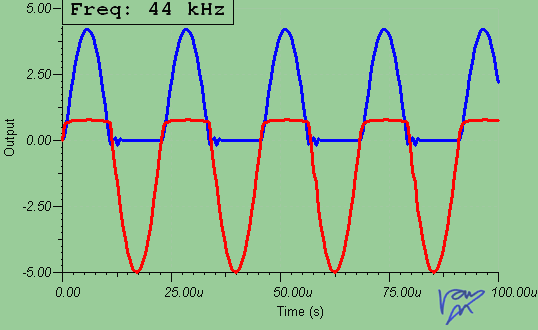 Freq: 44 kHz
5.00
2.50
0.00
-2.50
-5.00
Output
0.00
25.00u
50.00u
75.00u
100.00u
Time (s)